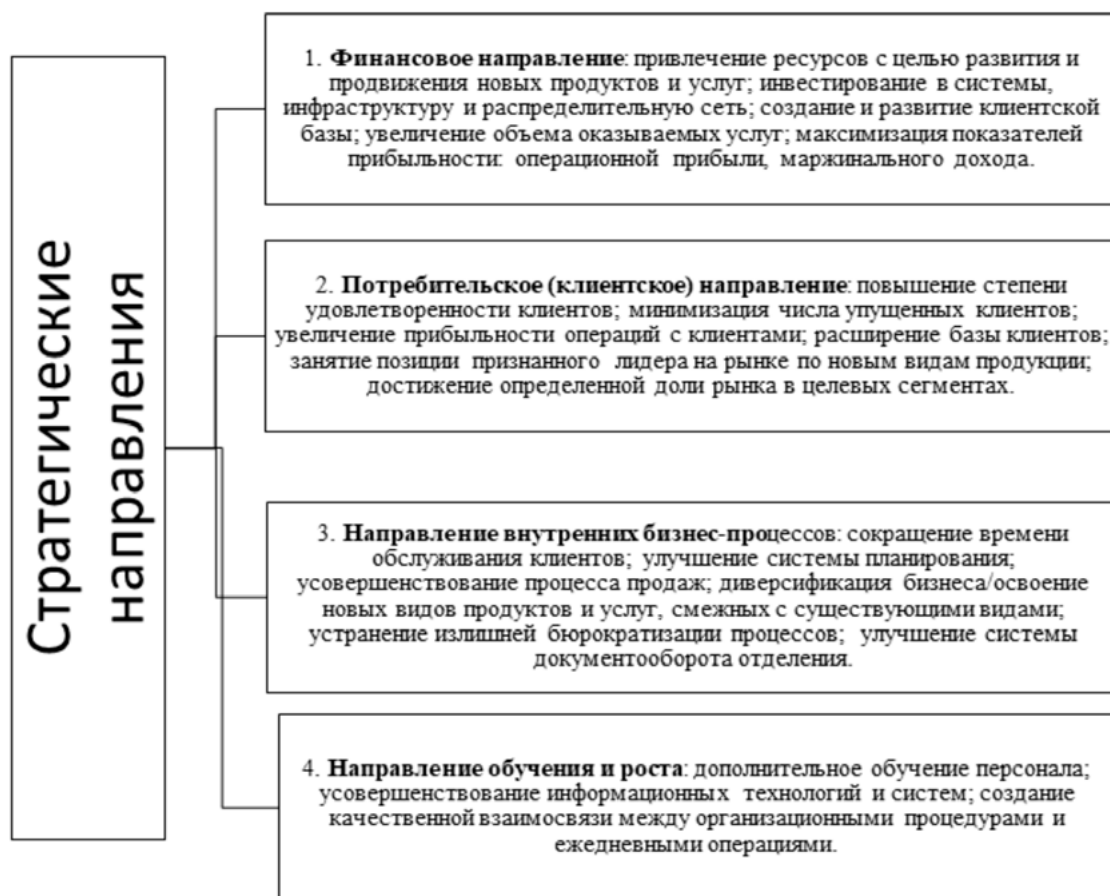 Стратегические
направления
1. Финансовое направление: привлечение ресурсов с целью развития и
продвижения новых продуктов и услуг; инвестирование в системы,
инфраструктуру и распределительную сеть; создание и развитие клиентской
базы; увеличение объема оказываемых услуг; максимизация показателей
прибыльности: операционной прибыли, маржинального дохода.
2. Потребительское (клиентское) направление: повышение степени
удовлетворенности клиентов; минимизация числа упущенных клиентов;
увеличение прибыльности операций с клиентами; расширение базы клиентов;
занятие позиции признанного лидера на рынке по новым видам продукции;
достижение определенной доли рынка в целевых сегментах.
3. Направление внутренних бизнес-процессов: сокращение времени
обслуживания клиентов; улучшение системы планирования;
усовершенствование процесса продаж; диверсификация бизнеса/освоение
новых видов продуктов и услуг, смежных с существующими видами;
устранение излишней бюрократизации процессов; улучшение системы
документооборота отделения.
4. Направление обучения и роста: дополнительное обучение персонала;
усовершенствование информационных технологий и систем; создание
качественной взаимосвязи между организационными процедурами и
ежедневными операциями.